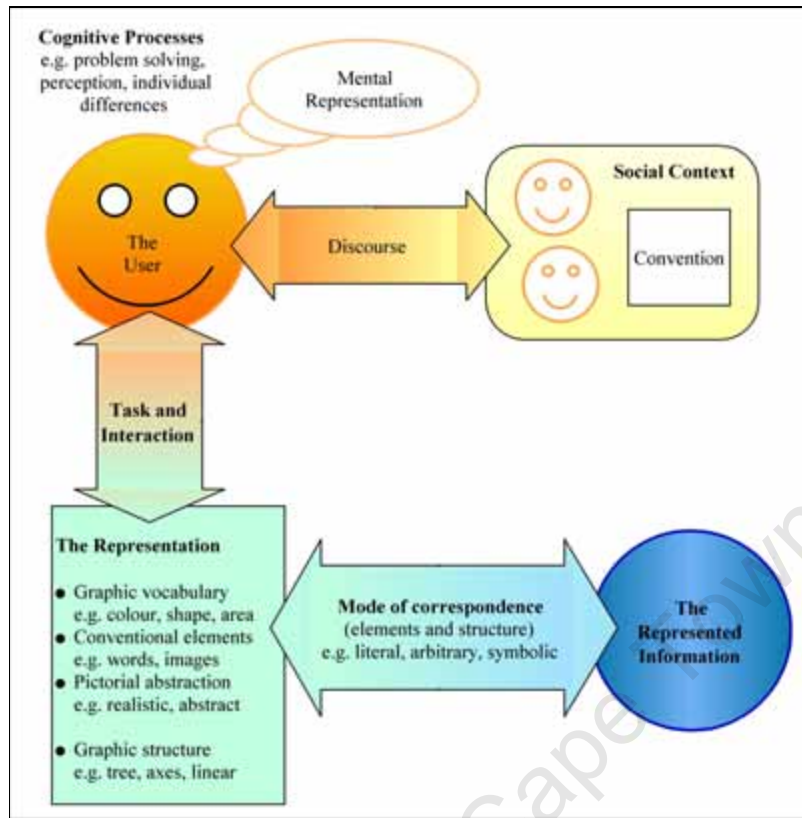 Cognitive Processes
e.g. problem solving,
perception, individual
differences
Mental
Representation
The
User
Discourse
Social Context
Convention
Task and
Interaction
The Representation
● Graphic vocabulary
e.g. colour, shape, area
● Conventional elements
e.g. words, images
● Pictorial abstraction
e.g. realistic, abstract
● Graphic structure
e.g. tree, axes, linear
Mode of correspondence
(elements and structure)
e.g. literal, arbitrary, symbolic
The
Represented
Information
Cape Town